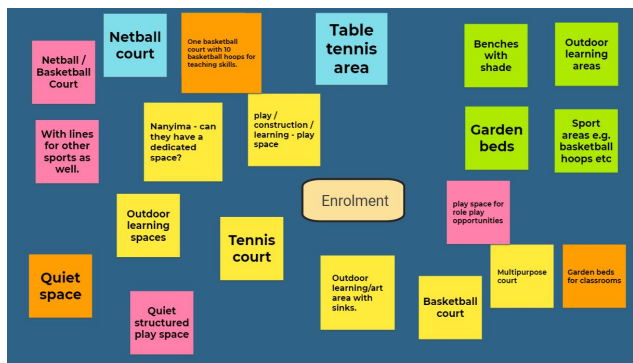 Netball
court
One basketball
court with 10
basketball hoops for
teaching skills.
Table
tennis
area
Benches
with
shade
Outdoor
learning
areas
Netball /
Basketball
Court
With lines
for other
sports as
well.
Nanyima - can
they have a
dedicated
space?
play /
construction /
learning - play
space
Garden
beds
Sport
areas e.g.
basketball
hoops etc
Enrolment
play space for
role play
opportunities
Outdoor
learning
spaces
Tennis
court
Quiet
space
Quiet
structured
play space
Outdoor
learning/art
area with
sinks.
Basketball
court
Multipurpose
court
Garden beds
for classrooms